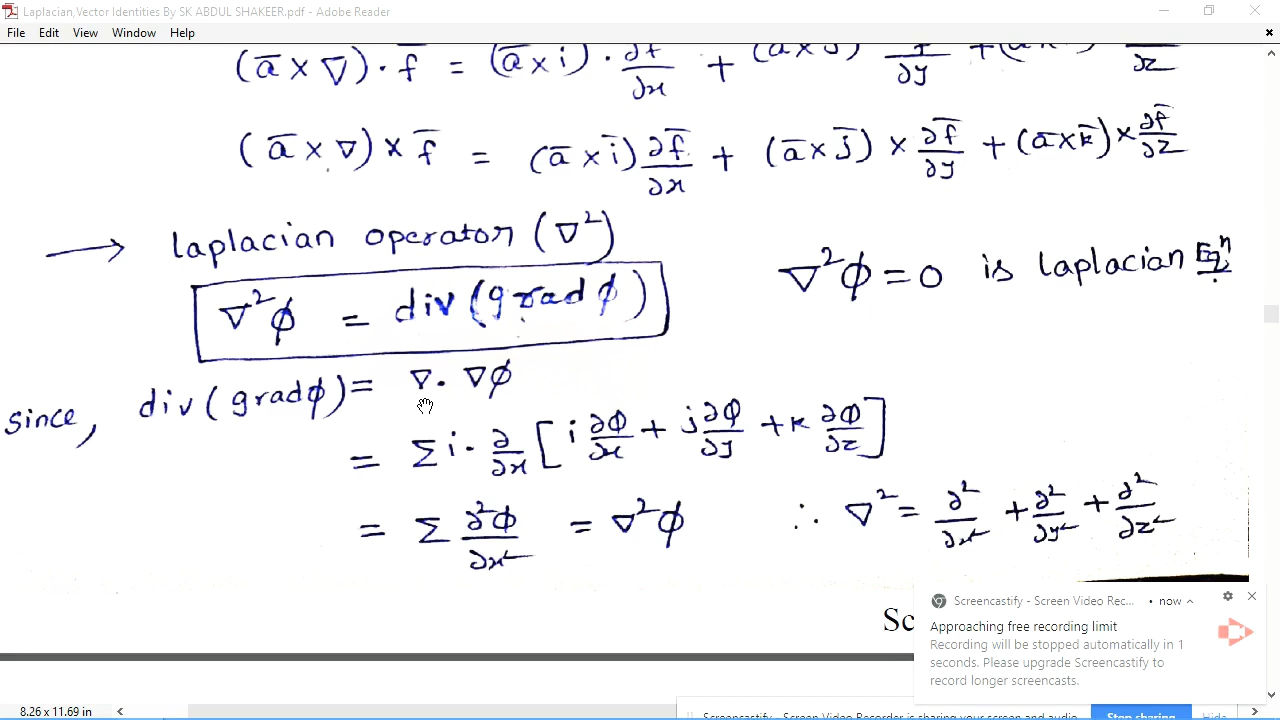 Laplacian,Vector Identities By SK ABDUL SHAKEER.pdf - Adobe Reader
File Edit View Window Help
(a̅ × ∇) · f̅ = (a̅ × i) · ∂f̅/∂x +
(a̅ × ∇) × f̅ = (a̅ × i̅) ∂f̅/∂x + (a̅ × j̅) × ∂f̅/∂y + (a̅ × k̅) × ∂f̅/∂z
→ Laplacian operator (∇²)
∇²φ = div(grad φ)
∇²φ = 0 is laplacian Eqⁿ
since, div(grad φ) = ∇ · ∇φ
= Σ i · ∂/∂x [i ∂φ/∂x + j ∂φ/∂y + k ∂φ/∂z]
= Σ ∂²φ/∂x² = ∇²φ ∴ ∇² = ∂²/∂x² + ∂²/∂y² + ∂²/∂z²
Screencastify - Screen Video Rec... • now
Approaching free recording limit
Recording will be stopped automatically in 1
seconds. Please upgrade Screencastify to
record longer screencasts.
Sc
8.26 x 11.69 in
Screencastify - Screen Video Recorder is sharing your screen and audio.
Stop sharing
Hide